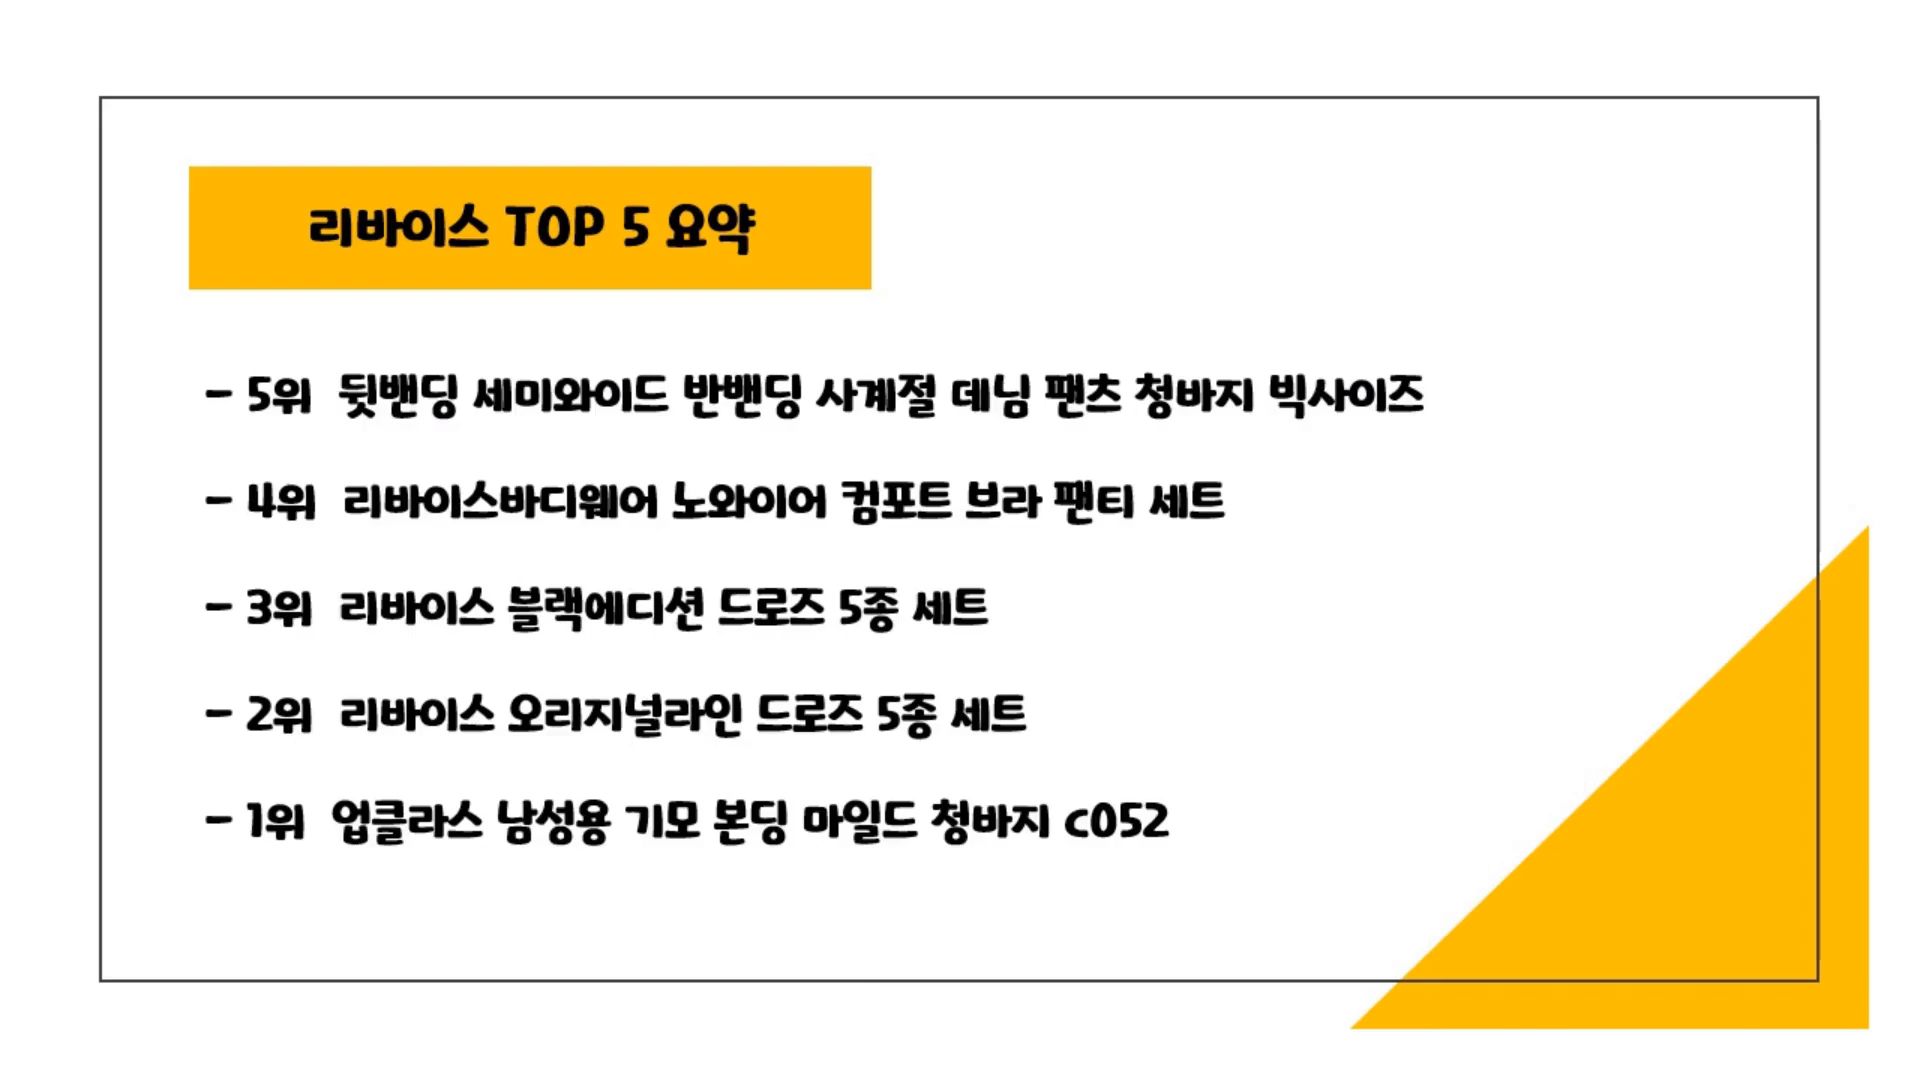 리바이스 TOP 5 요약
- 5위 뒷밴딩 세미와이드 반밴딩 사계절 데님 팬츠 청바지 빅사이즈
- 4위 리바이스바디웨어 노와이어 컴포트 브라 팬티 세트
- 3위 리바이스 블랙에디션 드로즈 5종 세트
- 2위 리바이스 오리지널라인 드로즈 5종 세트
- 1위 업클라스 남성용 기모 본딩 마일드 청바지 c052